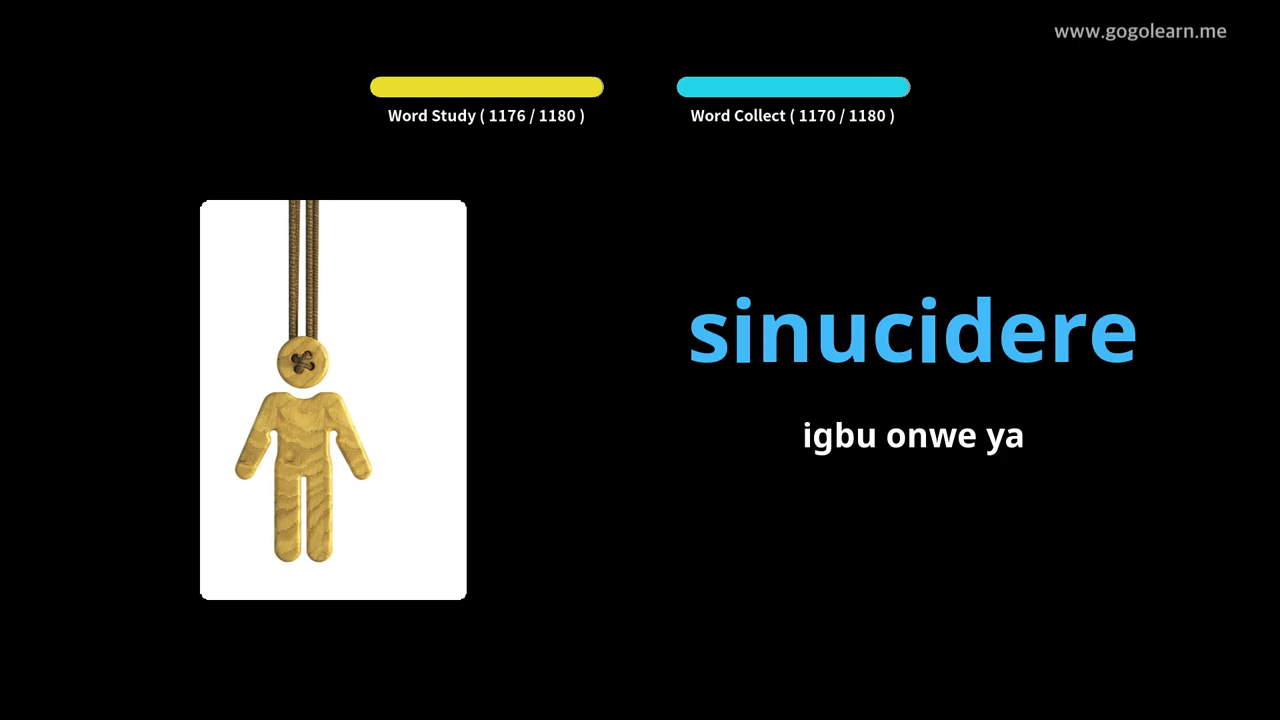 www.gogolearn.me
Word Study ( 1176 / 1180 )
Word Collect ( 1170 / 1180 )
sinucidere
igbu onwe ya